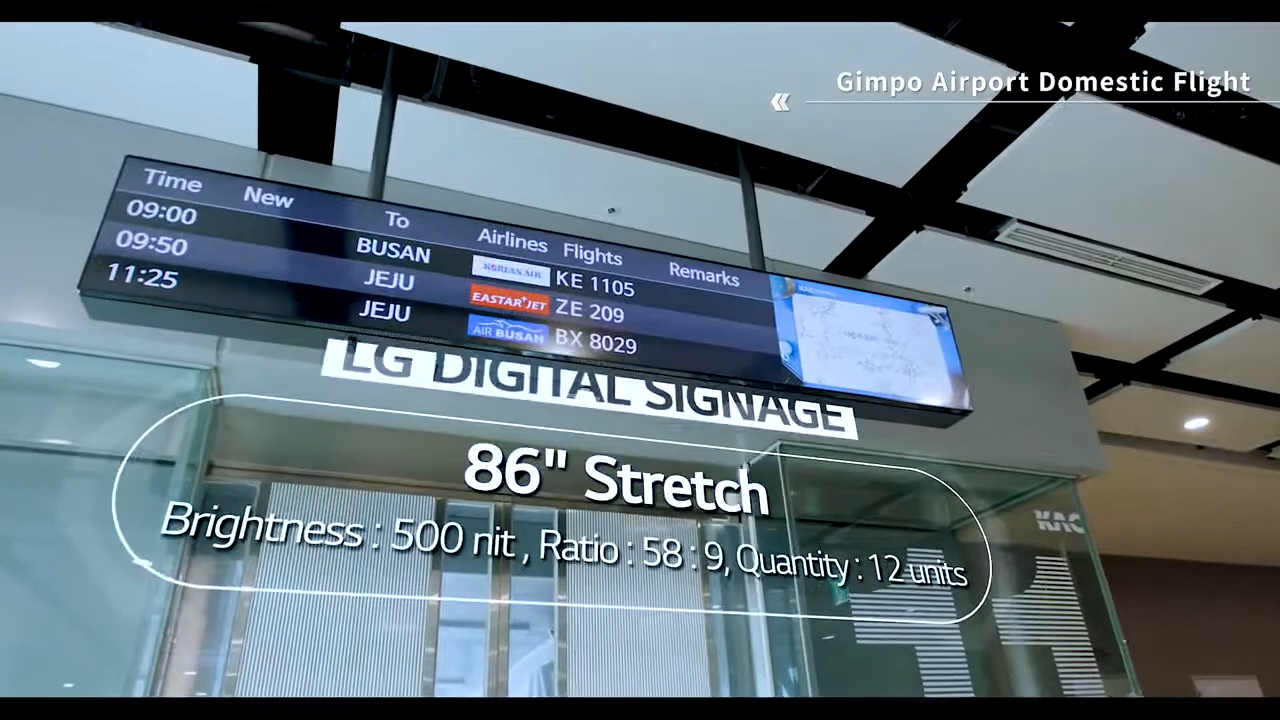 Gimpo Airport Domestic Flight
Time New To Airlines Flights Remarks
09:00 BUSAN KOREAN AIR KE 1105
09:50 JEJU EASTAR JET ZE 209
11:25 JEJU AIR BUSAN BX 8029
LG DIGITAL SIGNAGE
86" Stretch
Brightness : 500 nit , Ratio : 58 : 9, Quantity : 12 units
KAC
11